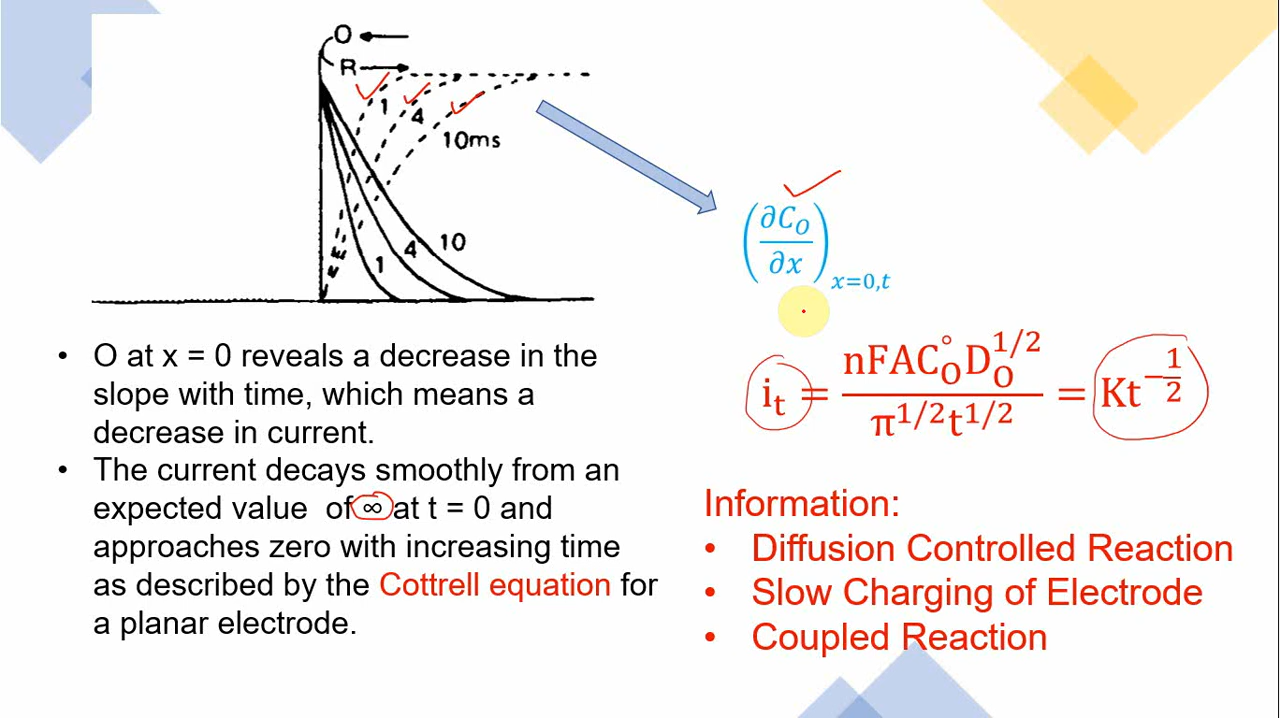 O
R
1
4
10ms
10
4
1
(∂C_O/∂x)_{x=0,t}
i_t = nFAC°_O D_O^{1/2} / π^{1/2}t^{1/2} = Kt^{-1/2}
• O at x = 0 reveals a decrease in the
slope with time, which means a
decrease in current.
• The current decays smoothly from an
expected value of ∞ at t = 0 and
approaches zero with increasing time
as described by the Cottrell equation for
a planar electrode.
Information:
• Diffusion Controlled Reaction
• Slow Charging of Electrode
• Coupled Reaction